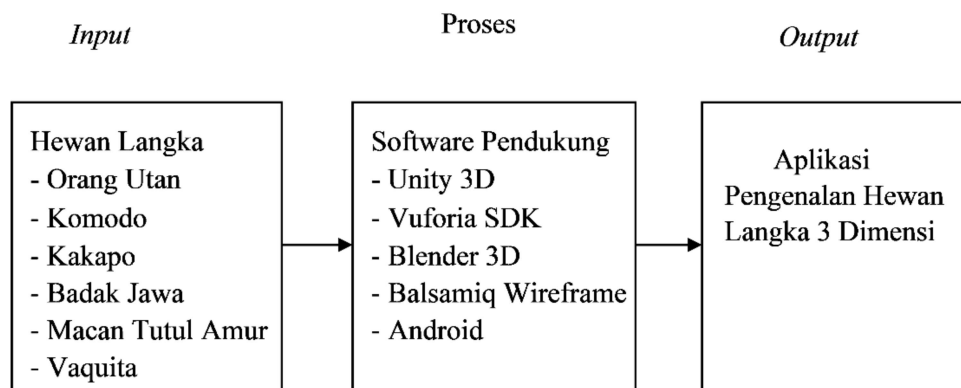 Input
Proses
Output
Hewan Langka
- Orang Utan
- Komodo
- Kakapo
- Badak Jawa
- Macan Tutul Amur
- Vaquita
Software Pendukung
- Unity 3D
- Vuforia SDK
- Blender 3D
- Balsamiq Wireframe
- Android
Aplikasi
Pengenalan Hewan
Langka 3 Dimensi